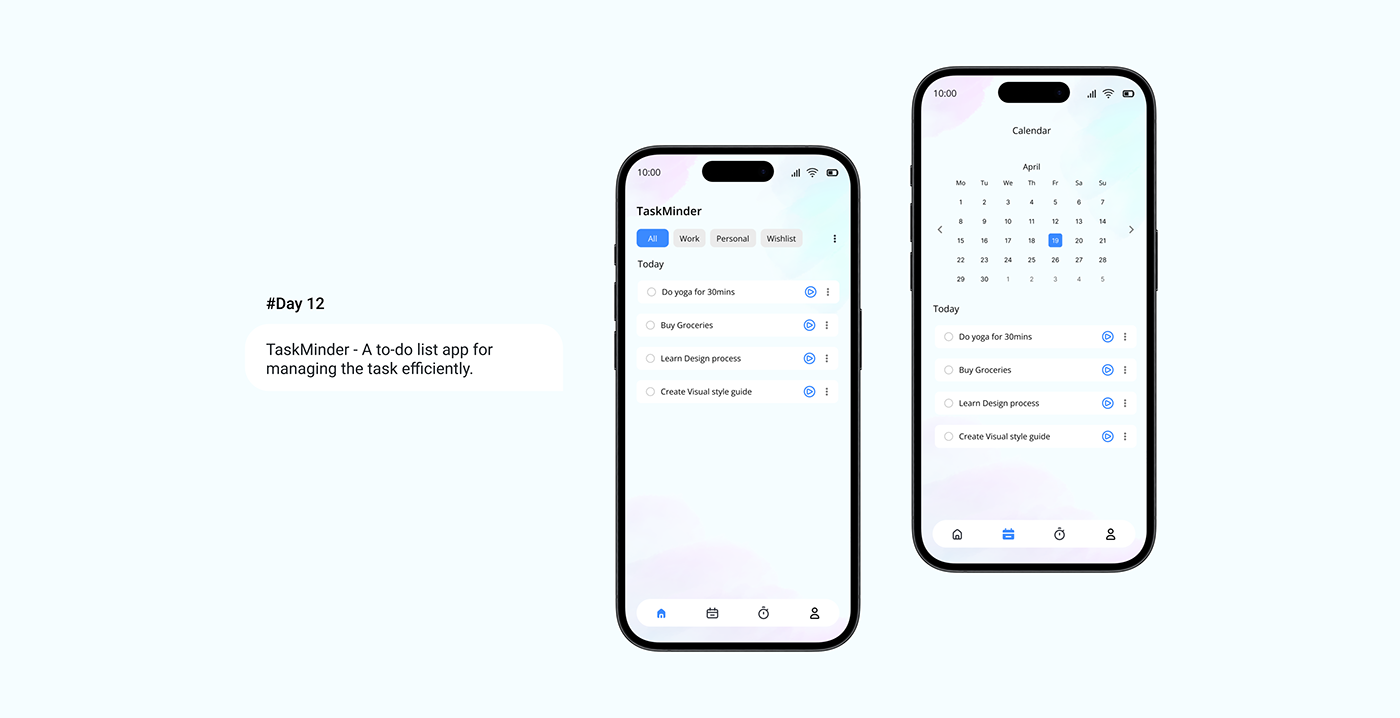 #Day 12
TaskMinder - A to-do list app for
managing the task efficiently.
10:00
TaskMinder
All Work Personal Wishlist
Today
Do yoga for 30mins
Buy Groceries
Learn Design process
Create Visual style guide
10:00
Calendar
April
Mo Tu We Th Fr Sa Su
1 2 3 4 5 6 7
8 9 10 11 12 13 14
15 16 17 18 19 20 21
22 23 24 25 26 27 28
29 30 1 2 3 4 5
Today
Do yoga for 30mins
Buy Groceries
Learn Design process
Create Visual style guide